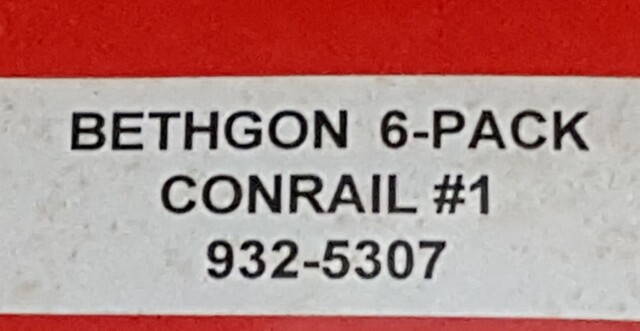 BETHGON 6-PACK
CONRAIL #1
932-5307